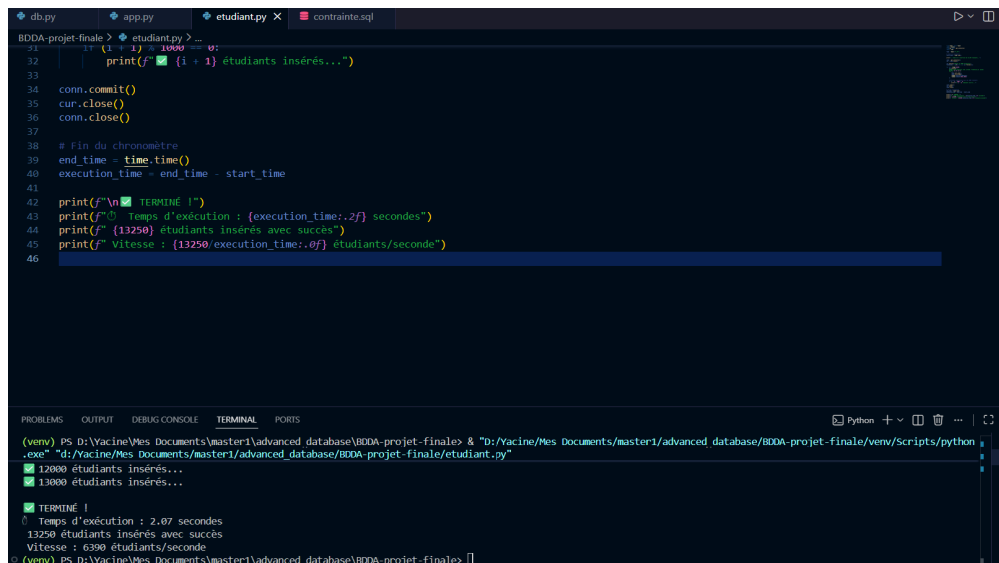 db.py app.py etudiant.py contrainte.sql
BDDA-projet-finale > etudiant.py > ...
31 if (i + 1) % 1000 == 0:
32 print(f"✅ {i + 1} étudiants insérés...")
33
34 conn.commit()
35 cur.close()
36 conn.close()
37
38 # Fin du chronomètre
39 end_time = time.time()
40 execution_time = end_time - start_time
41
42 print(f"\n✅ TERMINÉ !")
43 print(f"⏱ Temps d'exécution : {execution_time:.2f} secondes")
44 print(f" {13250} étudiants insérés avec succès")
45 print(f" Vitesse : {13250/execution_time:.0f} étudiants/seconde")
46
PROBLEMS OUTPUT DEBUG CONSOLE TERMINAL PORTS Python
(venv) PS D:\Yacine\Mes Documents\master1\advanced_database\BDDA-projet-finale> & "D:/Yacine/Mes Documents/master1/advanced_database/BDDA-projet-finale/venv/Scripts/python
.exe" "d:/Yacine/Mes Documents/master1/advanced_database/BDDA-projet-finale/etudiant.py"
✅ 12000 étudiants insérés...
✅ 13000 étudiants insérés...
✅ TERMINÉ !
⏱ Temps d'exécution : 2.07 secondes
13250 étudiants insérés avec succès
Vitesse : 6390 étudiants/seconde
(venv) PS D:\Yacine\Mes Documents\master1\advanced_database\BDDA-projet-finale>